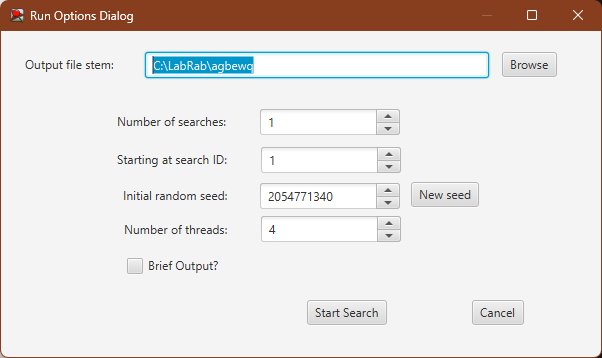 Run Options Dialog
Output file stem: C:\LabRab\agbewq Browse
Number of searches: 1
Starting at search ID: 1
Initial random seed: 2054771340 New seed
Number of threads: 4
Brief Output?
Start Search Cancel